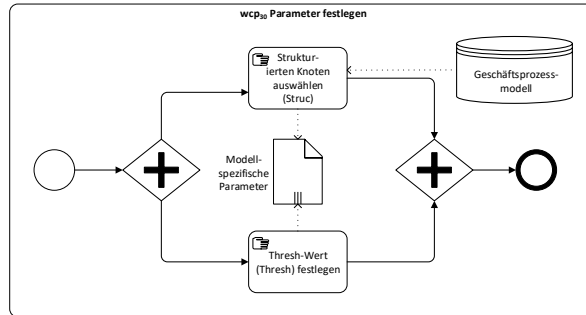 wcp30 Parameter festlegen
Struktur-
ierten Knoten
auswählen
(Struc)
Geschäftsprozess-
modell
Modell-
spezifische
Parameter
Thresh-Wert
(Thresh) festlegen